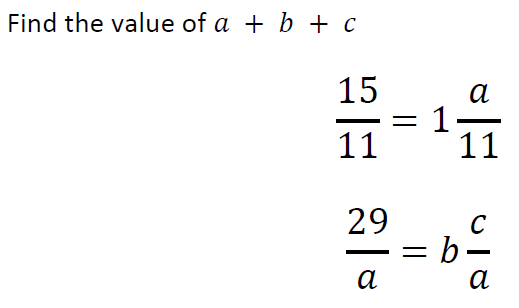 Find the value of a + b + c
15/11 = 1 a/11
29/a = b c/a